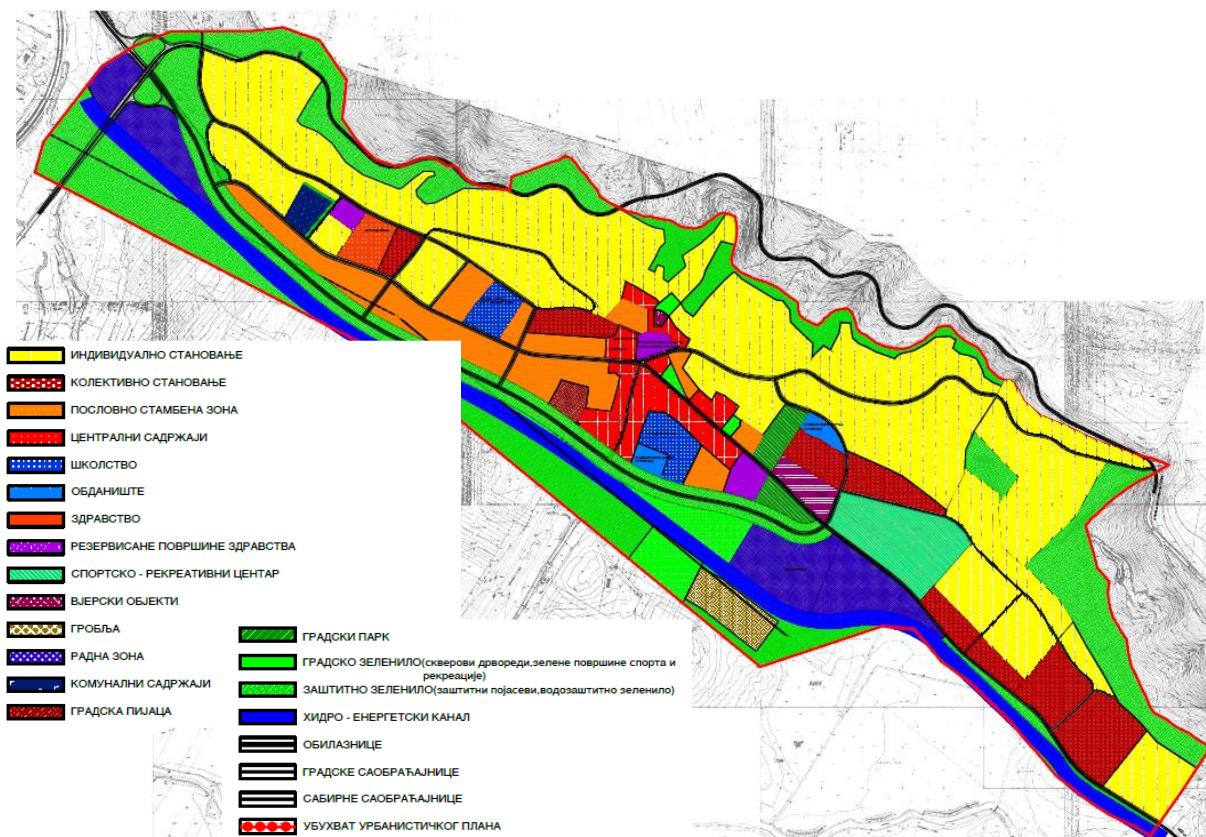 ИНДИВИДУАЛНО СТАНОВАЊЕ
КОЛЕКТИВНО СТАНОВАЊЕ
ПОСЛОВНО СТАМБЕНА ЗОНА
ЦЕНТРАЛНИ САДРЖАЈИ
ШКОЛСТВО
ОБДАНИШТЕ
ЗДРАВСТВО
РЕЗЕРВИСАНЕ ПОВРШИНЕ ЗДРАВСТВА
СПОРТСКО - РЕКРЕАТИВНИ ЦЕНТАР
ВЈЕРСКИ ОБЈЕКТИ
ГРОБЉА
РАДНА ЗОНА
КОМУНАЛНИ САДРЖАЈИ
ГРАДСКА ПИЈАЦА
ГРАДСКИ ПАРК
ГРАДСКО ЗЕЛЕНИЛО(скверови дрвореди,зелене површине спорта и
рекреације)
ЗАШТИТНО ЗЕЛЕНИЛО(заштитни појасеви,водозаштитно зеленило)
ХИДРО - ЕНЕРГЕТСКИ КАНАЛ
ОБИЛАЗНИЦЕ
ГРАДСКЕ САОБРАЋАЈНИЦЕ
САБИРНЕ САОБРАЋАЈНИЦЕ
УБУХВАТ УРБАНИСТИЧКОГ ПЛАНА